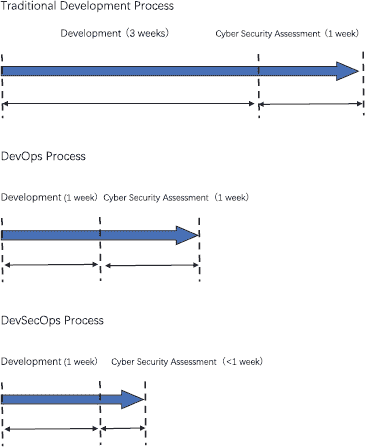 Traditional Development Process
Development（3 weeks） Cyber Security Assessment（1 week）
DevOps Process
Development (1 week） Cyber Security Assessment（1 week）
DevSecOps Process
Development (1 week） Cyber Security Assessment（<1 week）